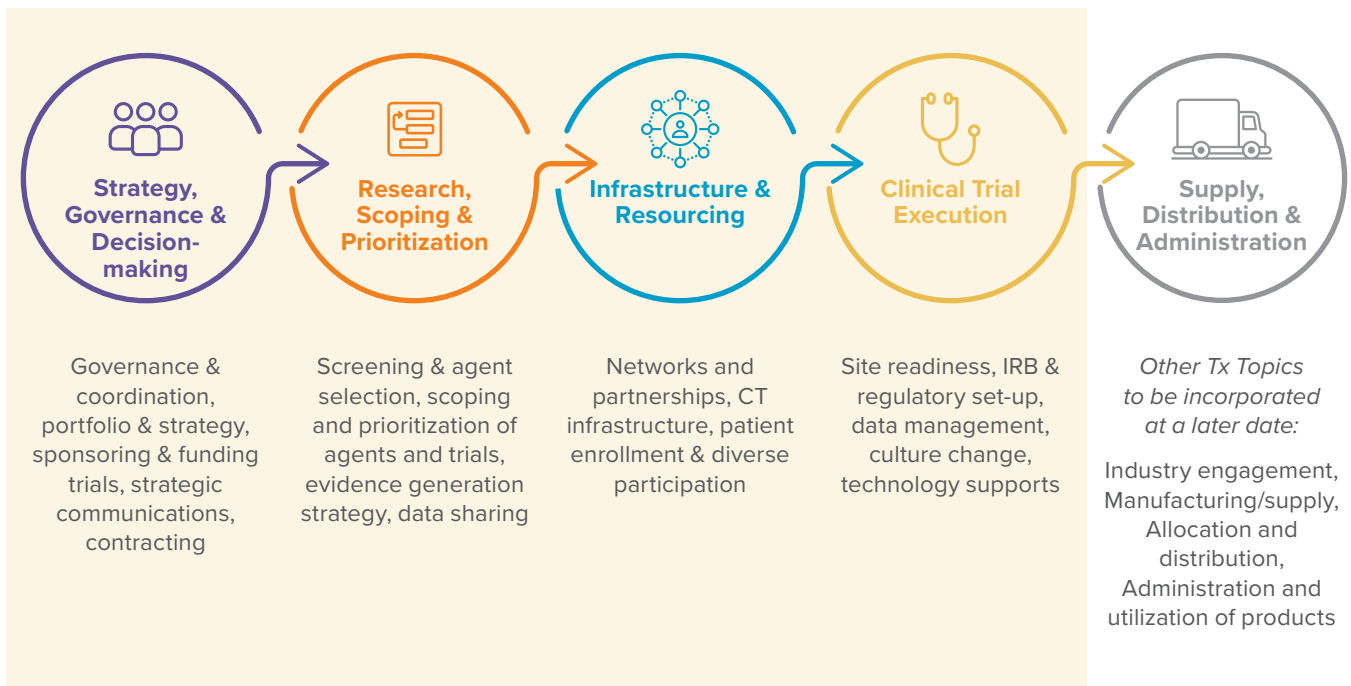 Strategy,
Governance &
Decision-
making
Research,
Scoping &
Prioritization
Infrastructure &
Resourcing
Clinical Trial
Execution
Supply,
Distribution &
Administration
Governance &
coordination,
portfolio & strategy,
sponsoring & funding
trials, strategic
communications,
contracting
Screening & agent
selection, scoping
and prioritization of
agents and trials,
evidence generation
strategy, data sharing
Networks and
partnerships, CT
infrastructure, patient
enrollment & diverse
participation
Site readiness, IRB &
regulatory set-up,
data management,
culture change,
technology supports
Other Tx Topics
to be incorporated
at a later date:
Industry engagement,
Manufacturing/supply,
Allocation and
distribution,
Administration and
utilization of products